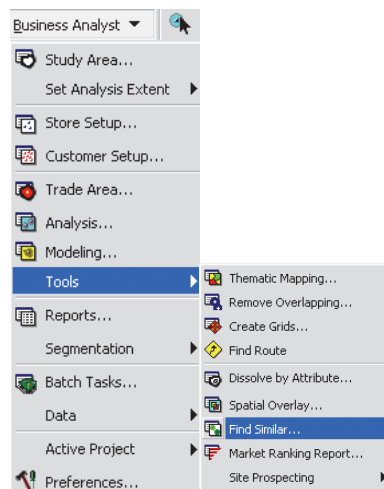 Business Analyst
Study Area...
Set Analysis Extent
Store Setup...
Customer Setup...
Trade Area...
Analysis...
Modeling...
Tools
Reports...
Segmentation
Batch Tasks...
Data
Active Project
Preferences...
Thematic Mapping...
Remove Overlapping...
Create Grids...
Find Route
Dissolve by Attribute...
Spatial Overlay...
Find Similar...
Market Ranking Report...
Site Prospecting